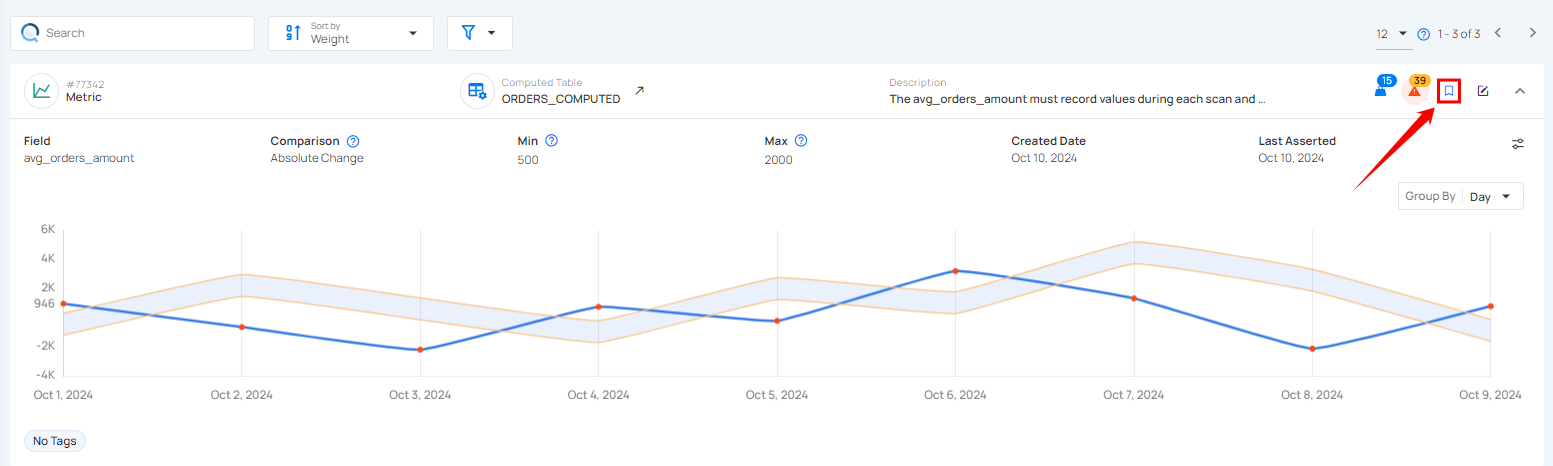 Search
Sort by
Weight
12
1 - 3 of 3
#77342
Metric
Computed Table
ORDERS_COMPUTED
Description
The avg_orders_amount must record values during each scan and ...
15
39
Field
avg_orders_amount
Comparison
Absolute Change
Min
500
Max
2000
Created Date
Oct 10, 2024
Last Asserted
Oct 10, 2024
Group By
Day
6K
4K
2K
946
-2K
-4K
Oct 1, 2024
Oct 2, 2024
Oct 3, 2024
Oct 4, 2024
Oct 5, 2024
Oct 6, 2024
Oct 7, 2024
Oct 8, 2024
Oct 9, 2024
No Tags